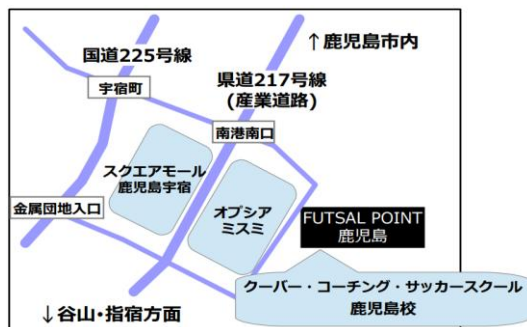 国道225号線
↑鹿児島市内
宇宿町
県道217号線
(産業道路)
南港南口
スクエアモール
鹿児島宇宿
オプシア
ミスミ
金属団地入口
FUTSAL POINT
鹿児島
クーバー・コーチング・サッカースクール
鹿児島校
↓谷山・指宿方面